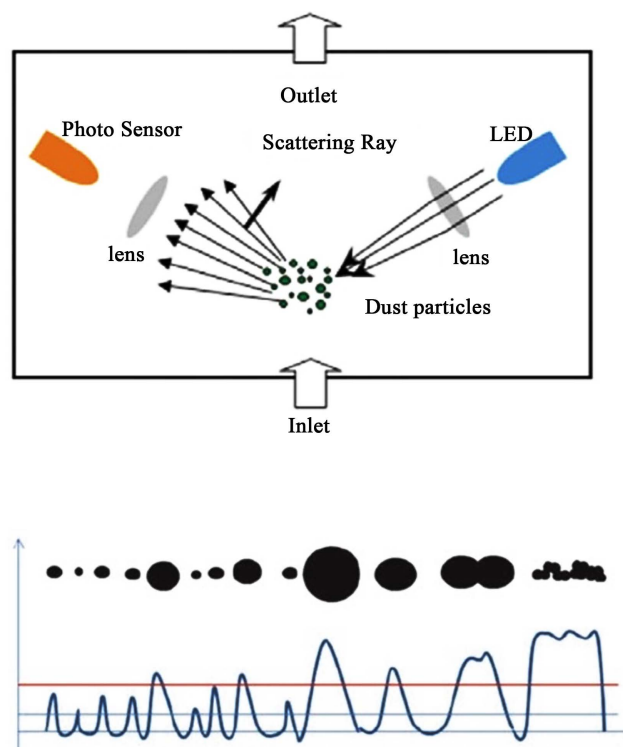 Outlet
Photo Sensor
Scattering Ray
LED
lens
lens
Dust particles
Inlet